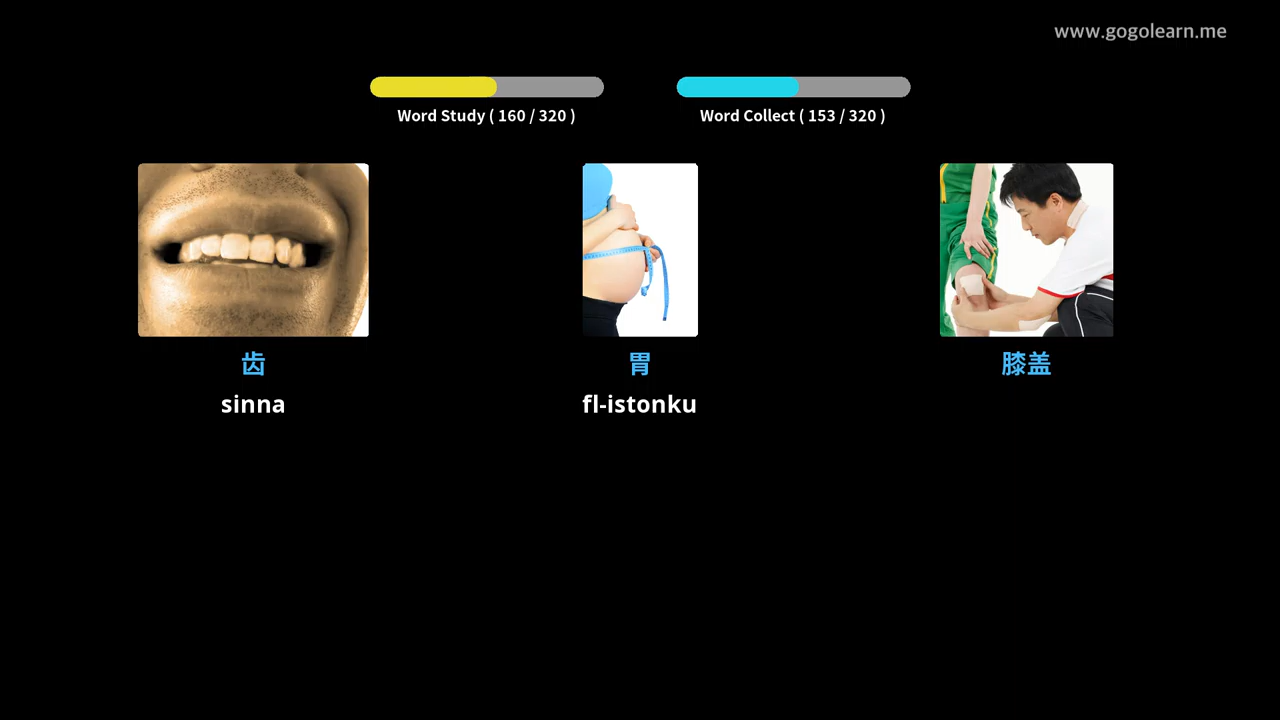 www.gogolearn.me
Word Study ( 160 / 320 )
Word Collect ( 153 / 320 )
齿
胃
膝盖
sinna
fl-istonku